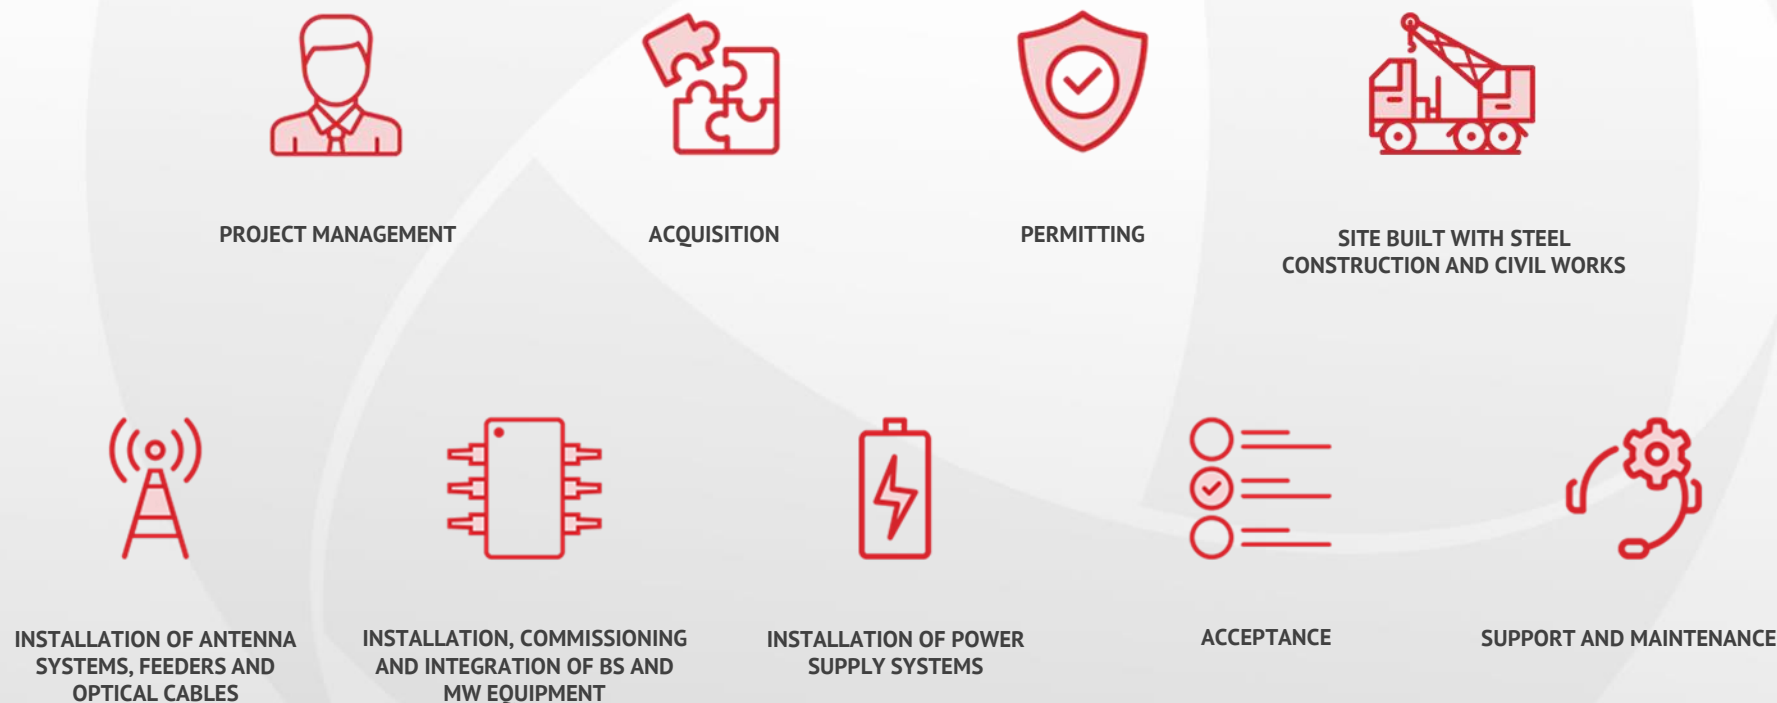 PROJECT MANAGEMENT
ACQUISITION
PERMITTING
SITE BUILT WITH STEEL
CONSTRUCTION AND CIVIL WORKS
INSTALLATION OF ANTENNA
SYSTEMS, FEEDERS AND
OPTICAL CABLES
INSTALLATION, COMMISSIONING
AND INTEGRATION OF BS AND
MW EQUIPMENT
INSTALLATION OF POWER
SUPPLY SYSTEMS
ACCEPTANCE
SUPPORT AND MAINTENANCE